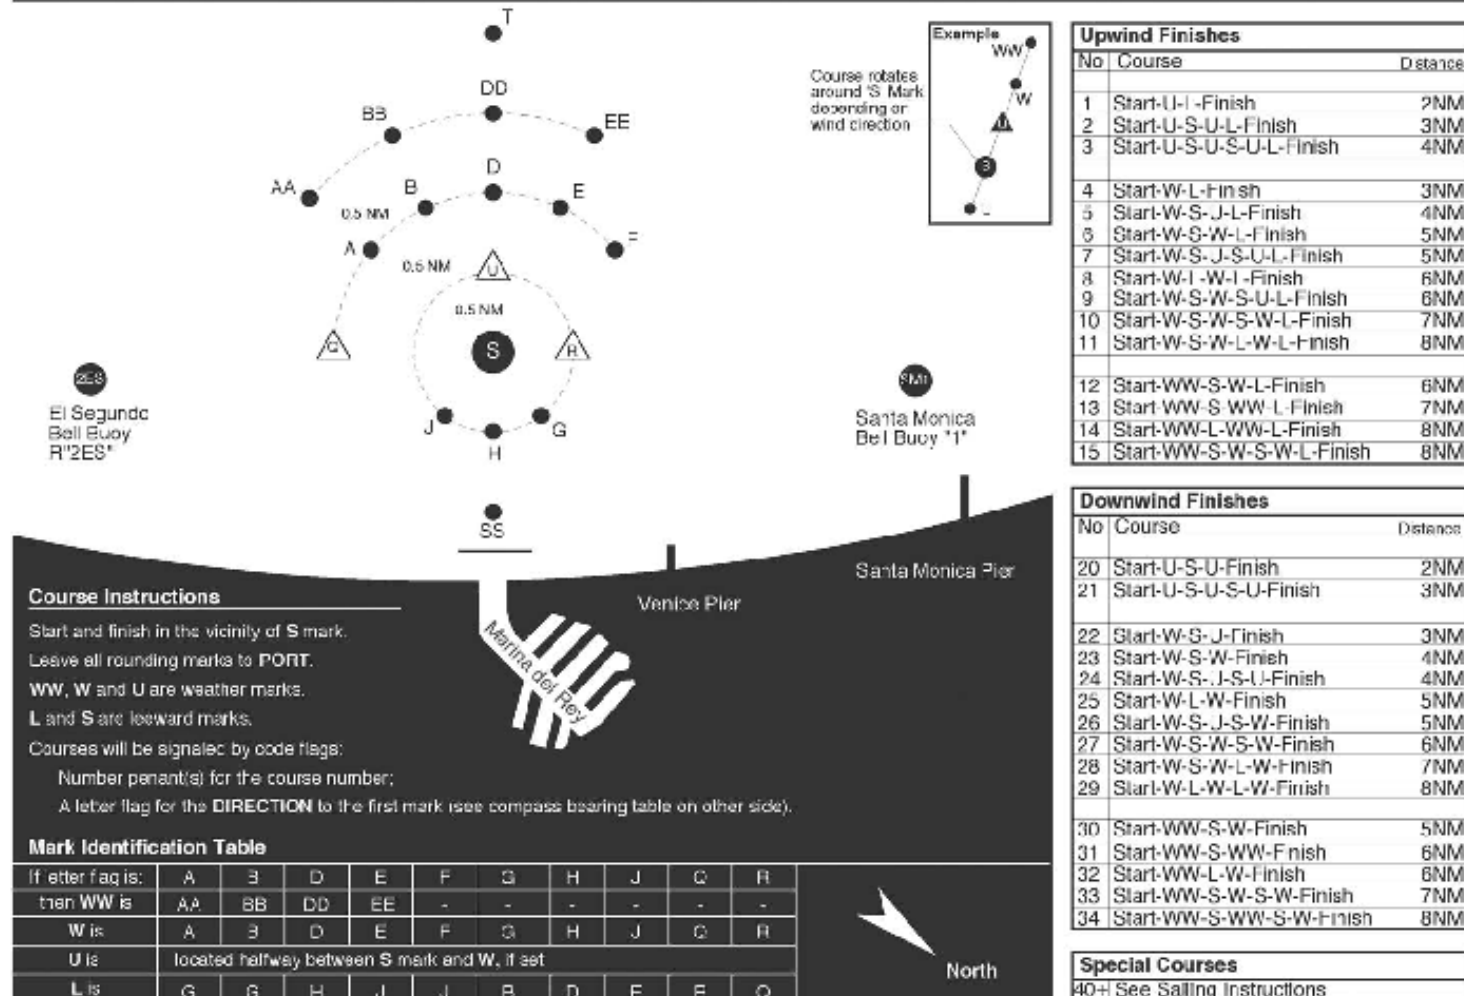 T
DD
BB
EE
AA
D
B
E
0.5 NM
A
F
0.5 NM
U
0.5 NM
Q
S
R
J
G
H
SS
2ES
El Segundo
Bell Buoy
R"2ES"
SM1
Santa Monica
Bell Buoy "1"
Example
WW
W
U
S
L
Course rotates
around 'S' Mark
depending on
wind direction
Santa Monica Pier
Venice Pier
Marina del Rey
Course Instructions
Start and finish in the vicinity of S mark.
Leave all rounding marks to PORT.
WW, W and U are weather marks.
L and S are leeward marks.
Courses will be signaled by code flags:
Number penant(s) for the course number;
A letter flag for the DIRECTION to the first mark (see compass bearing table on other side).
Mark Identification Table
If letter flag is: A B D E F G H J Q R
then WW is AA BB DD EE - - - - - -
W is A B D E F G H J Q R
U is located halfway between S mark and W, if set
L is G G H J J B D E F Q
North
Upwind Finishes
No Course Distance
1 Start-U-L-Finish 2NM
2 Start-U-S-U-L-Finish 3NM
3 Start-U-S-U-S-U-L-Finish 4NM
4 Start-W-L-Finish 3NM
5 Start-W-S-U-L-Finish 4NM
6 Start-W-S-W-L-Finish 5NM
7 Start-W-S-U-S-U-L-Finish 5NM
8 Start-W-L-W-L-Finish 6NM
9 Start-W-S-W-S-U-L-Finish 6NM
10 Start-W-S-W-S-W-L-Finish 7NM
11 Start-W-S-W-L-W-L-Finish 8NM
12 Start-WW-S-W-L-Finish 6NM
13 Start-WW-S-WW-L-Finish 7NM
14 Start-WW-L-WW-L-Finish 8NM
15 Start-WW-S-W-S-W-L-Finish 8NM
Downwind Finishes
No Course Distance
20 Start-U-S-U-Finish 2NM
21 Start-U-S-U-S-U-Finish 3NM
22 Start-W-S-U-Finish 3NM
23 Start-W-S-W-Finish 4NM
24 Start-W-S-U-S-U-Finish 4NM
25 Start-W-L-W-Finish 5NM
26 Start-W-S-U-S-W-Finish 5NM
27 Start-W-S-W-S-W-Finish 6NM
28 Start-W-S-W-L-W-Finish 7NM
29 Start-W-L-W-L-W-Finish 8NM
30 Start-WW-S-W-Finish 5NM
31 Start-WW-S-WW-Finish 6NM
32 Start-WW-L-W-Finish 6NM
33 Start-WW-S-W-S-W-Finish 7NM
34 Start-WW-S-WW-S-W-Finish 8NM
Special Courses
40+ See Sailing Instructions